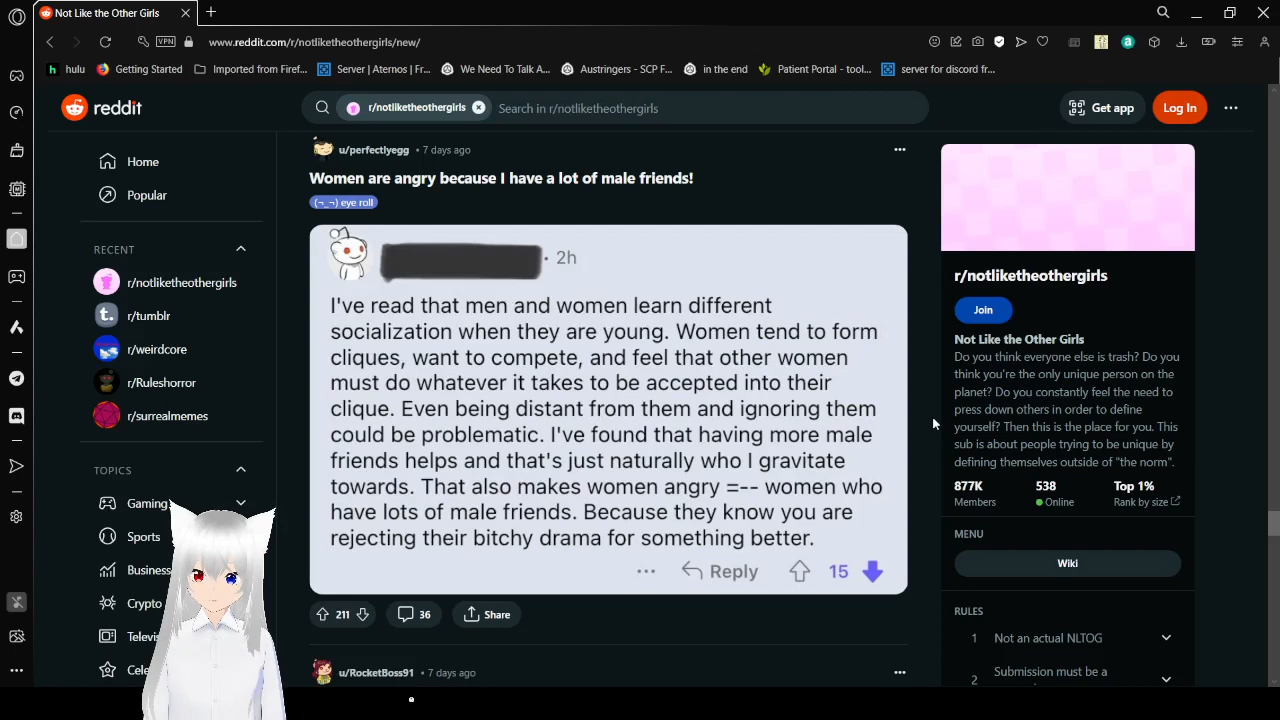 Not Like the Other Girls
VPN
www.reddit.com/r/notliketheothergirls/new/
h hulu
Getting Started
Imported from Firef...
Server | Aternos | Fr...
We Need To Talk A...
Austringers - SCP F...
in the end
Patient Portal - tool...
server for discord fr...
reddit
r/notliketheothergirls
Search in r/notliketheothergirls
Get app
Log In
Home
Popular
RECENT
r/notliketheothergirls
t. r/tumblr
r/weirdcore
r/Ruleshorror
r/surrealmemes
TOPICS
Gaming
Sports
Business
Crypto
Televi
Cele
u/perfectlyegg • 7 days ago
Women are angry because I have a lot of male friends!
(¬_¬) eye roll
• 2h
I've read that men and women learn different
socialization when they are young. Women tend to form
cliques, want to compete, and feel that other women
must do whatever it takes to be accepted into their
clique. Even being distant from them and ignoring them
could be problematic. I've found that having more male
friends helps and that's just naturally who I gravitate
towards. That also makes women angry =-- women who
have lots of male friends. Because they know you are
rejecting their bitchy drama for something better.
... Reply 15
211
36
Share
u/RocketBoss91 • 7 days ago
r/notliketheothergirls
Join
Not Like the Other Girls
Do you think everyone else is trash? Do you
think you're the only unique person on the
planet? Do you constantly feel the need to
press down others in order to define
yourself? Then this is the place for you. This
sub is about people trying to be unique by
defining themselves outside of "the norm".
877K 538 Top 1%
Members Online Rank by size
MENU
Wiki
RULES
1 Not an actual NLTOG
2 Submission must be a